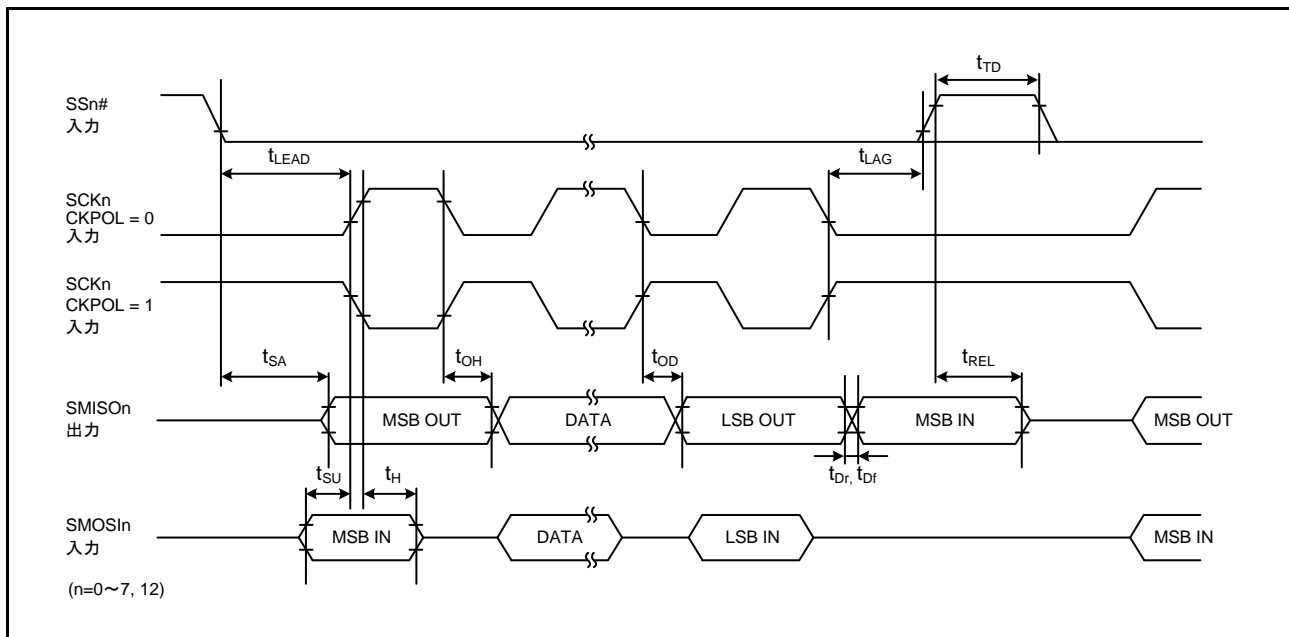 tTD
SSn#
入力
tLEAD
tLAG
SCKn
CKPOL = 0
入力
SCKn
CKPOL = 1
入力
tSA
tOH
tOD
tREL
SMISOn
出力
MSB OUT
DATA
LSB OUT
MSB IN
MSB OUT
tSU
tH
tDr, tDf
SMOSIn
入力
MSB IN
DATA
LSB IN
MSB IN
(n=0～7, 12)